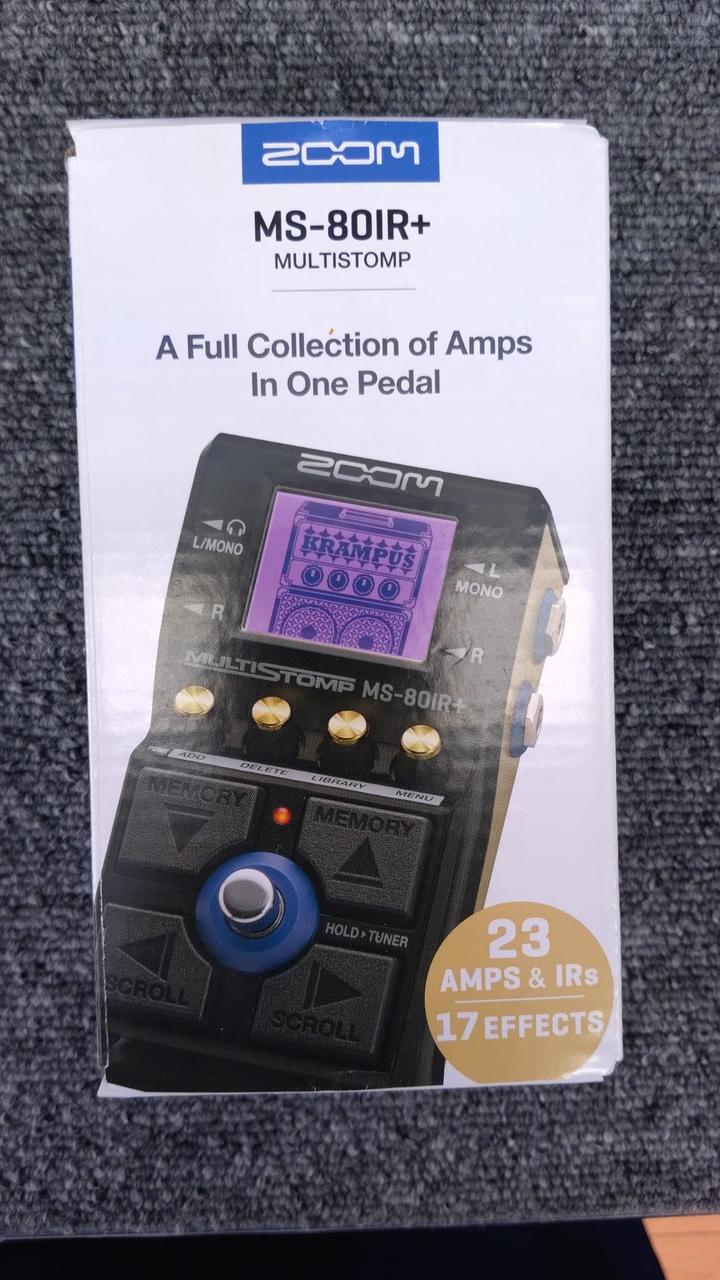 ZOOM
MS-80IR+
MULTISTOMP
A Full Collection of Amps
In One Pedal
ZOOM
L/MONO
R
KRAMPUS
L
MONO
R
MULTISTOMP MS-80IR+
PUSH ADD DELETE LIBRARY MENU
MEMORY
MEMORY
HOLD▶TUNER
SCROLL
SCROLL
23
AMPS & IRs
17 EFFECTS